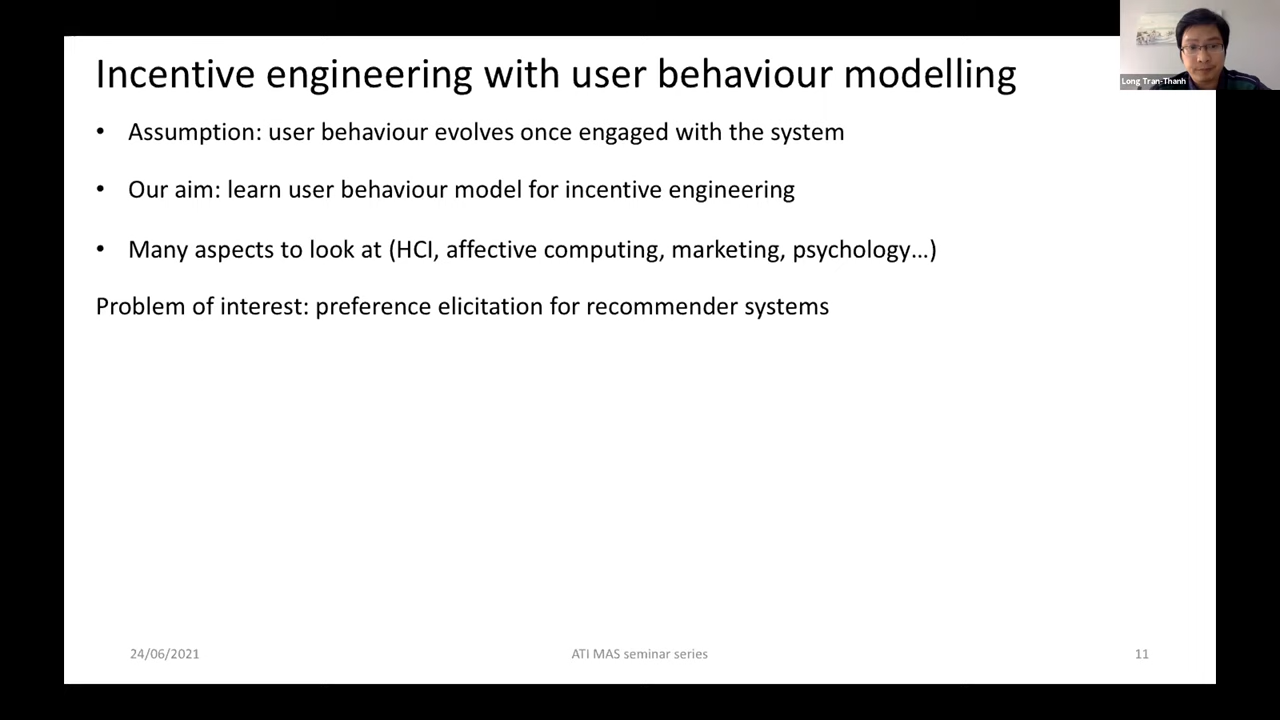 Incentive engineering with user behaviour modelling
Long Tran-Thanh
• Assumption: user behaviour evolves once engaged with the system
• Our aim: learn user behaviour model for incentive engineering
• Many aspects to look at (HCI, affective computing, marketing, psychology…)
Problem of interest: preference elicitation for recommender systems
24/06/2021
ATI MAS seminar series
11